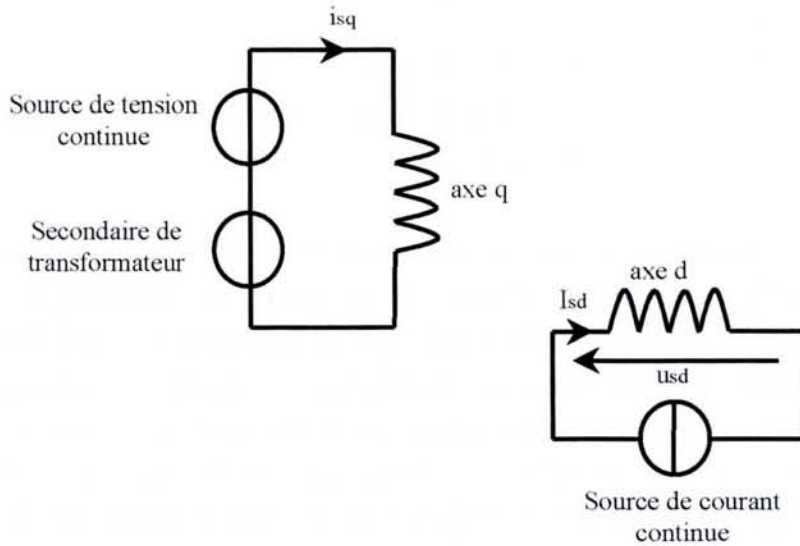 isq
Source de tension
continue
Secondaire de
transformateur
axe q
axe d
Isd
usd
Source de courant
continue